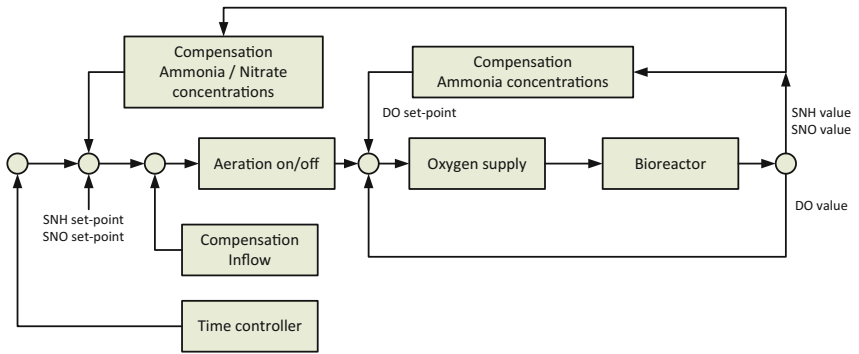 Compensation
Ammonia / Nitrate
concentrations
Compensation
Ammonia concentrations
DO set-point
SNH value
SNO value
Aeration on/off
Oxygen supply
Bioreactor
DO value
SNH set-point
SNO set-point
Compensation
Inflow
Time controller